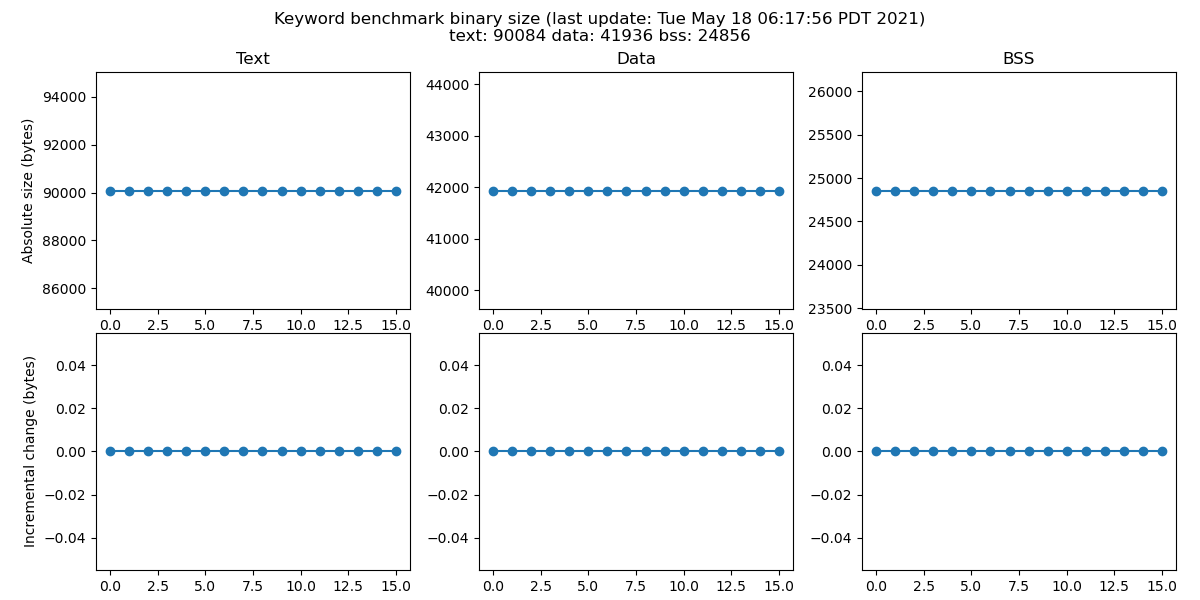 Keyword benchmark binary size (last update: Tue May 18 06:17:56 PDT 2021)
text: 90084 data: 41936 bss: 24856
Text
Absolute size (bytes)
94000
92000
90000
88000
86000
0.0 2.5 5.0 7.5 10.0 12.5 15.0
Data
44000
43000
42000
41000
40000
0.0 2.5 5.0 7.5 10.0 12.5 15.0
BSS
26000
25500
25000
24500
24000
23500
0.0 2.5 5.0 7.5 10.0 12.5 15.0
Incremental change (bytes)
0.04
0.02
0.00
−0.02
−0.04
0.0 2.5 5.0 7.5 10.0 12.5 15.0
0.04
0.02
0.00
−0.02
−0.04
0.0 2.5 5.0 7.5 10.0 12.5 15.0
0.04
0.02
0.00
−0.02
−0.04
0.0 2.5 5.0 7.5 10.0 12.5 15.0